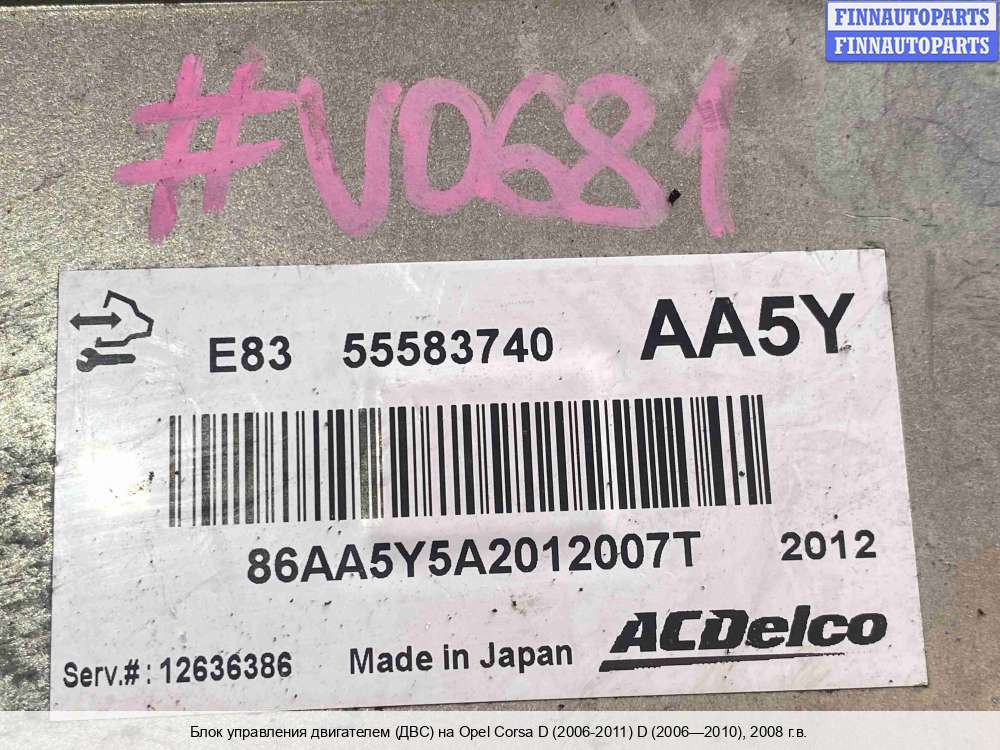 FINNAUTOPARTS
FINNAUTOPARTS
#V0681
E83 55583740 AA5Y
86AA5Y5A2012007T 2012
ACDelco
Serv.#: 12636386 Made in Japan
Блок управления двигателем (ДВС) на Opel Corsa D (2006-2011) D (2006—2010), 2008 г.в.